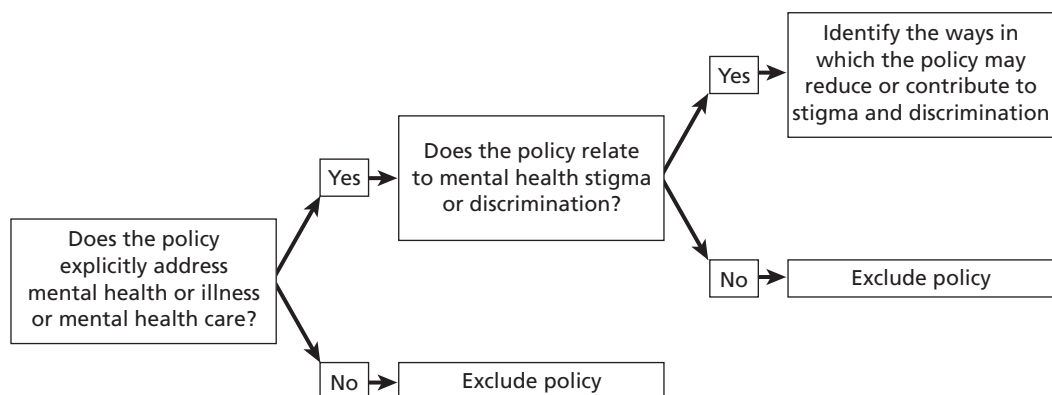 Does the policy
explicitly address
mental health or illness
or mental health care?
Yes
Does the policy relate
to mental health stigma
or discrimination?
Yes
Identify the ways in
which the policy may
reduce or contribute to
stigma and discrimination
No
Exclude policy
No
Exclude policy